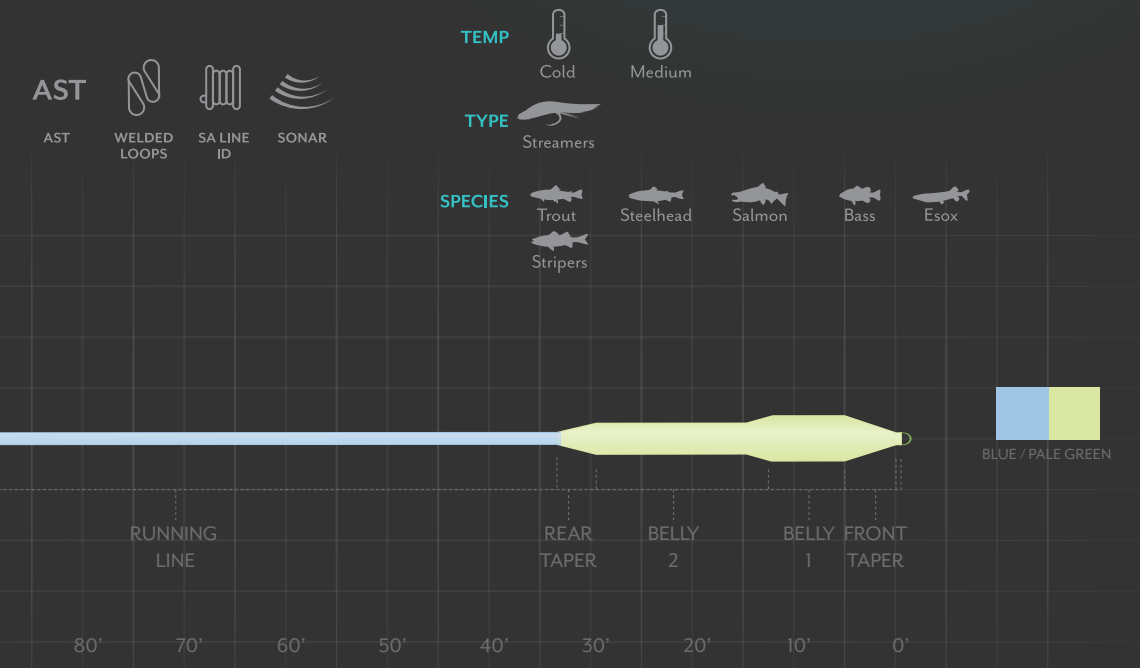 TEMP
Cold Medium
AST
AST WELDED LOOPS SA LINE ID SONAR
TYPE
Streamers
SPECIES
Trout Steelhead Salmon Bass Esox
Stripers
BLUE / PALE GREEN
RUNNING LINE
REAR TAPER
BELLY 2
BELLY 1
FRONT TAPER
80’ 70’ 60’ 50’ 40’ 30’ 20’ 10’ 0’